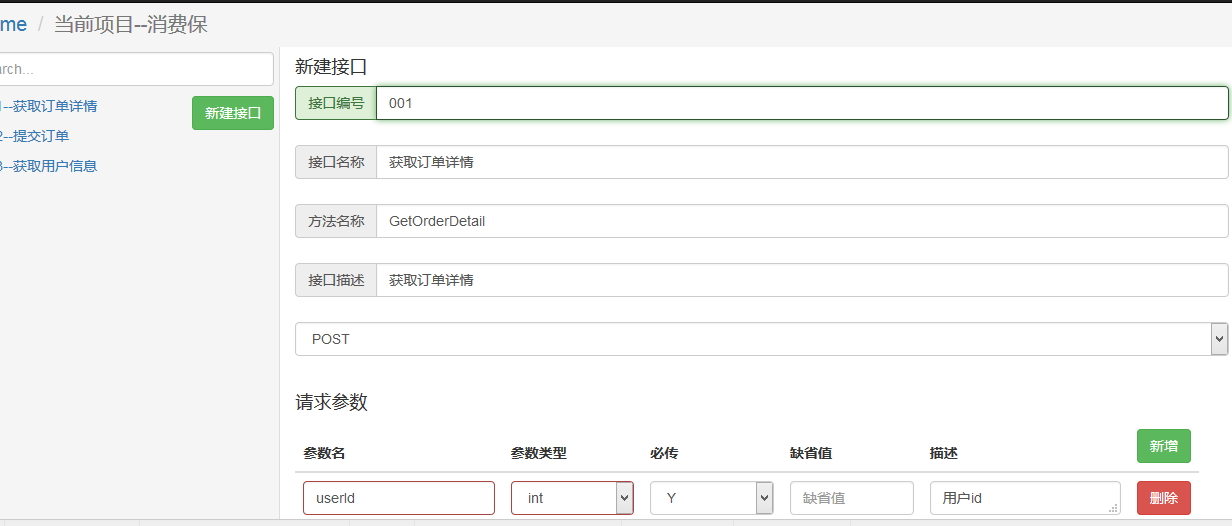 me / 当前项目--消费保
rch...
新建接口
1--获取订单详情
2--提交订单
3--获取用户信息
新建接口
接口编号 001
接口名称 获取订单详情
方法名称 GetOrderDetail
接口描述 获取订单详情
POST
请求参数
参数名 参数类型 必传 缺省值 描述 新增
userId int Y 缺省值 用户id 删除